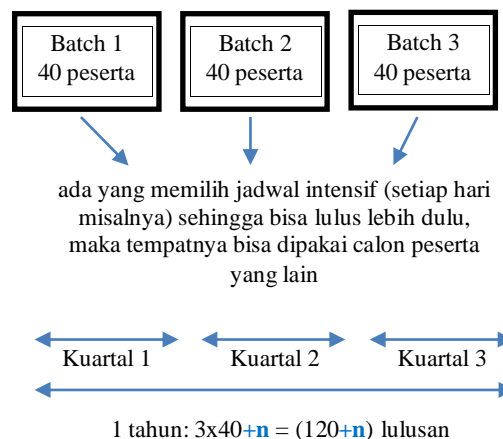 Batch 1
40 peserta
Batch 2
40 peserta
Batch 3
40 peserta
ada yang memilih jadwal intensif (setiap hari
misalnya) sehingga bisa lulus lebih dulu,
maka tempatnya bisa dipakai calon peserta
yang lain
Kuartal 1
Kuartal 2
Kuartal 3
1 tahun: 3x40+n = (120+n) lulusan